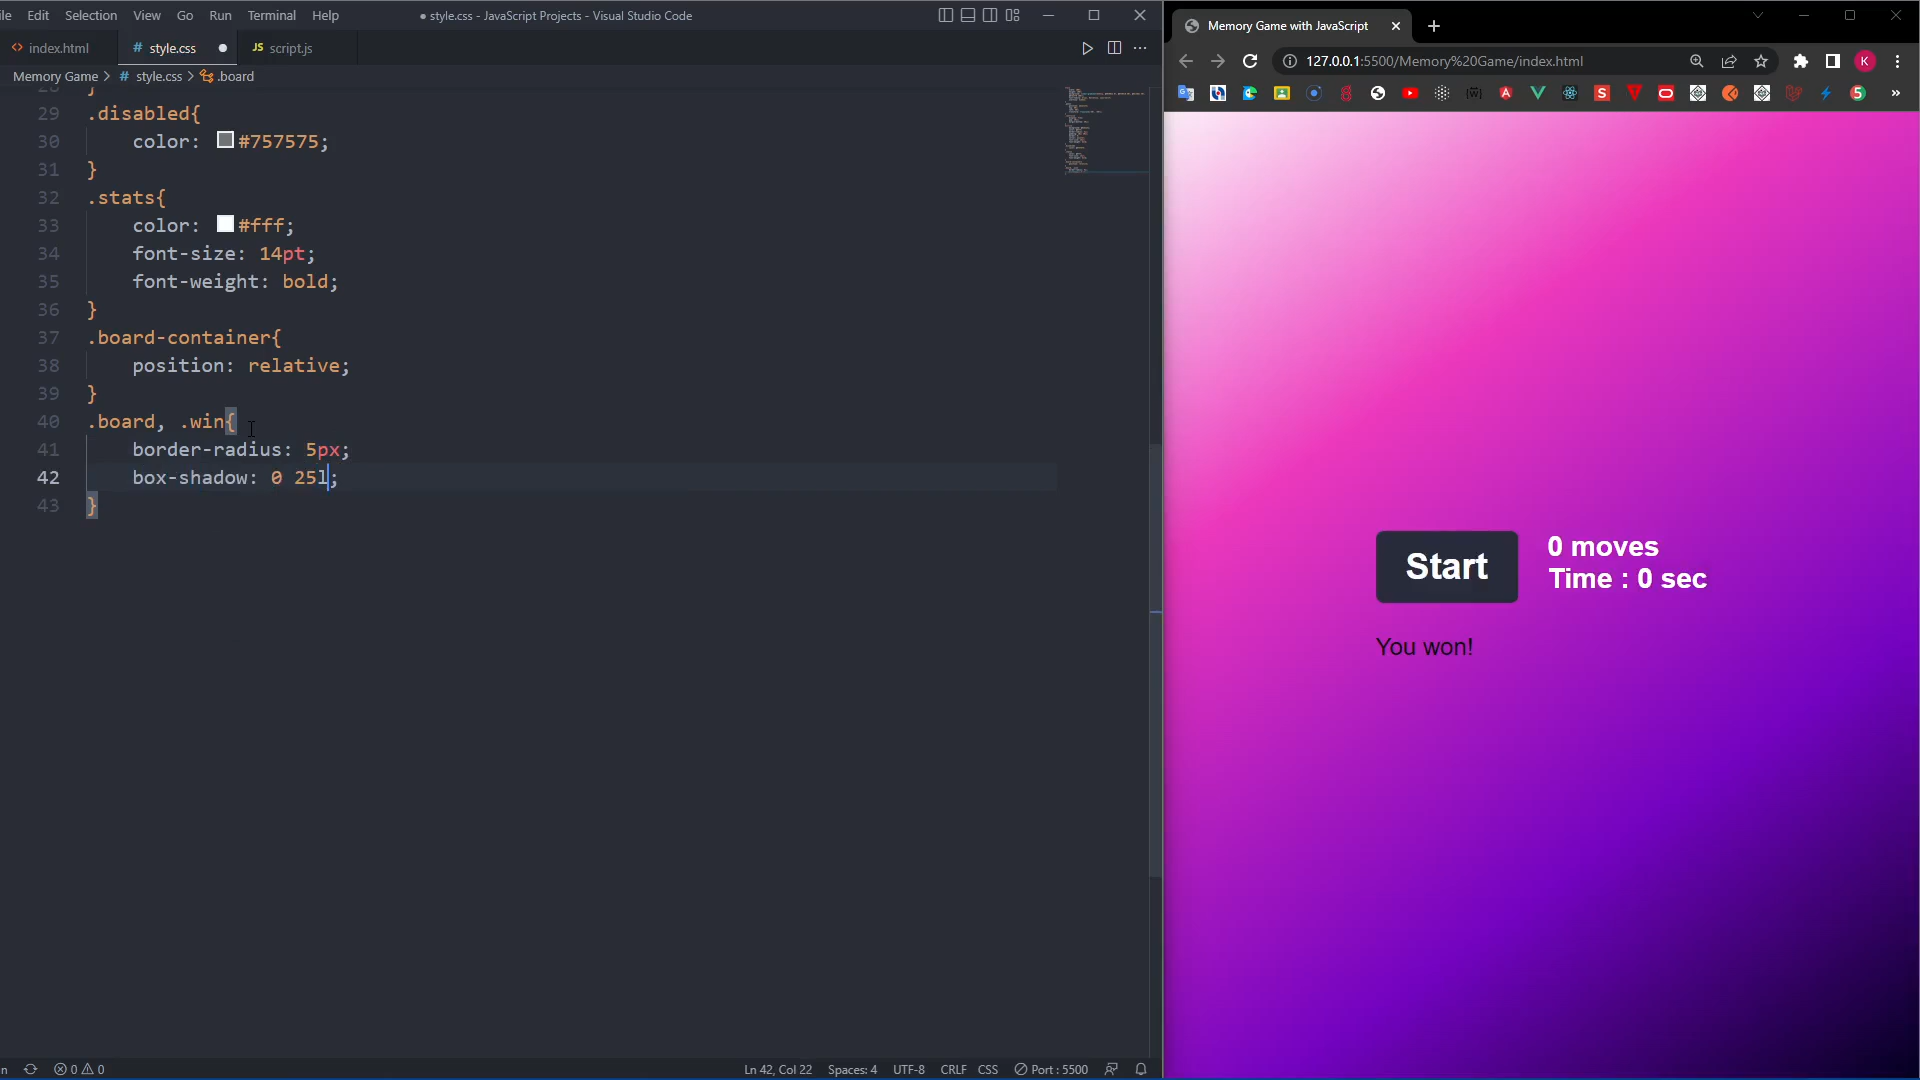 le Edit Selection View Go Run Terminal Help ● style.css - JavaScript Projects - Visual Studio Code
<> index.html # style.css ● JS script.js
Memory Game > # style.css > .board
29 .disabled{
30 color: #757575;
31 }
32 .stats{
33 color: #fff;
34 font-size: 14pt;
35 font-weight: bold;
36 }
37 .board-container{
38 position: relative;
39 }
40 .board, .win{
41 border-radius: 5px;
42 box-shadow: 0 25l;
43 }
n 0 0 Ln 42, Col 22 Spaces: 4 UTF-8 CRLF CSS Port : 5500
Memory Game with JavaScript
127.0.0.1:5500/Memory%20Game/index.html K
S 5 »
Start
0 moves
Time : 0 sec
You won!